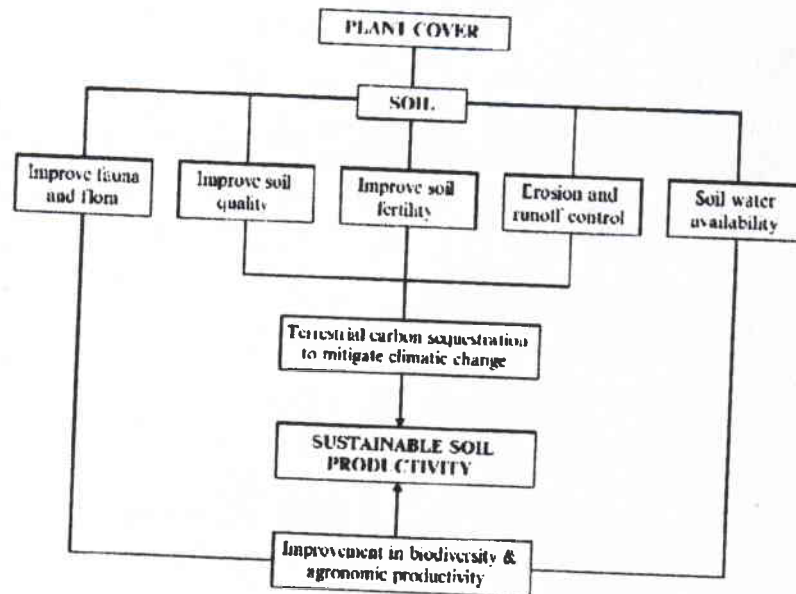 PLANT COVER
SOIL
Improve fauna
and flora
Improve soil
quality
Improve soil
fertility
Erosion and
runoff control
Soil water
availability
Terrestrial carbon sequestration
to mitigate climatic change
SUSTAINABLE SOIL
PRODUCTIVITY
Improvement in biodiversity &
agronomic productivity